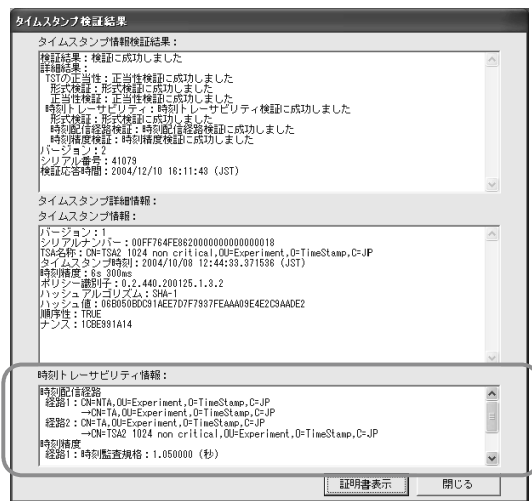 タイムスタンプ検証結果
タイムスタンプ情報検証結果：
検証結果：検証に成功しました
詳細結果：
TSTの正当性：正当性検証に成功しました
形式検証：形式検証に成功しました
正当性検証：正当性検証に成功しました
時刻トレーサビリティ：時刻トレーサビリティ検証に成功しました
形式検証：形式検証に成功しました
時刻配信経路検証：時刻配信経路検証に成功しました
時刻精度検証：時刻精度検証に成功しました
バージョン：2
シリアル番号：41079
検証応答時間：2004/12/10 16:11:43 (JST)
タイムスタンプ詳細情報：
タイムスタンプ情報：
バージョン：1
シリアルナンバー：00FF764FE8620000000000000018
TSA名称：CN=TSA2 1024 non critical,OU=Experiment,O=TimeStamp,C=JP
タイムスタンプ時刻：2004/10/08 12:44:33.371536 (JST)
時刻精度：6s 300ms
ポリシー識別子：0.2.440.200125.1.3.2
ハッシュアルゴリズム：SHA-1
ハッシュ値：06B050BDC91AEE7D7F7937FEAAA09E4E2C9AADE2
順序性：TRUE
ナンス：1CBE991A14
時刻トレーサビリティ情報：
時刻配信経路
経路1：CN=NTA,OU=Experiment,O=TimeStamp,C=JP
→CN=TA,OU=Experiment,O=TimeStamp,C=JP
経路2：CN=TA,OU=Experiment,O=TimeStamp,C=JP
→CN=TSA2 1024 non critical,OU=Experiment,O=TimeStamp,C=JP
時刻精度
経路1：時刻監査規格：1.050000 (秒)
証明書表示
閉じる